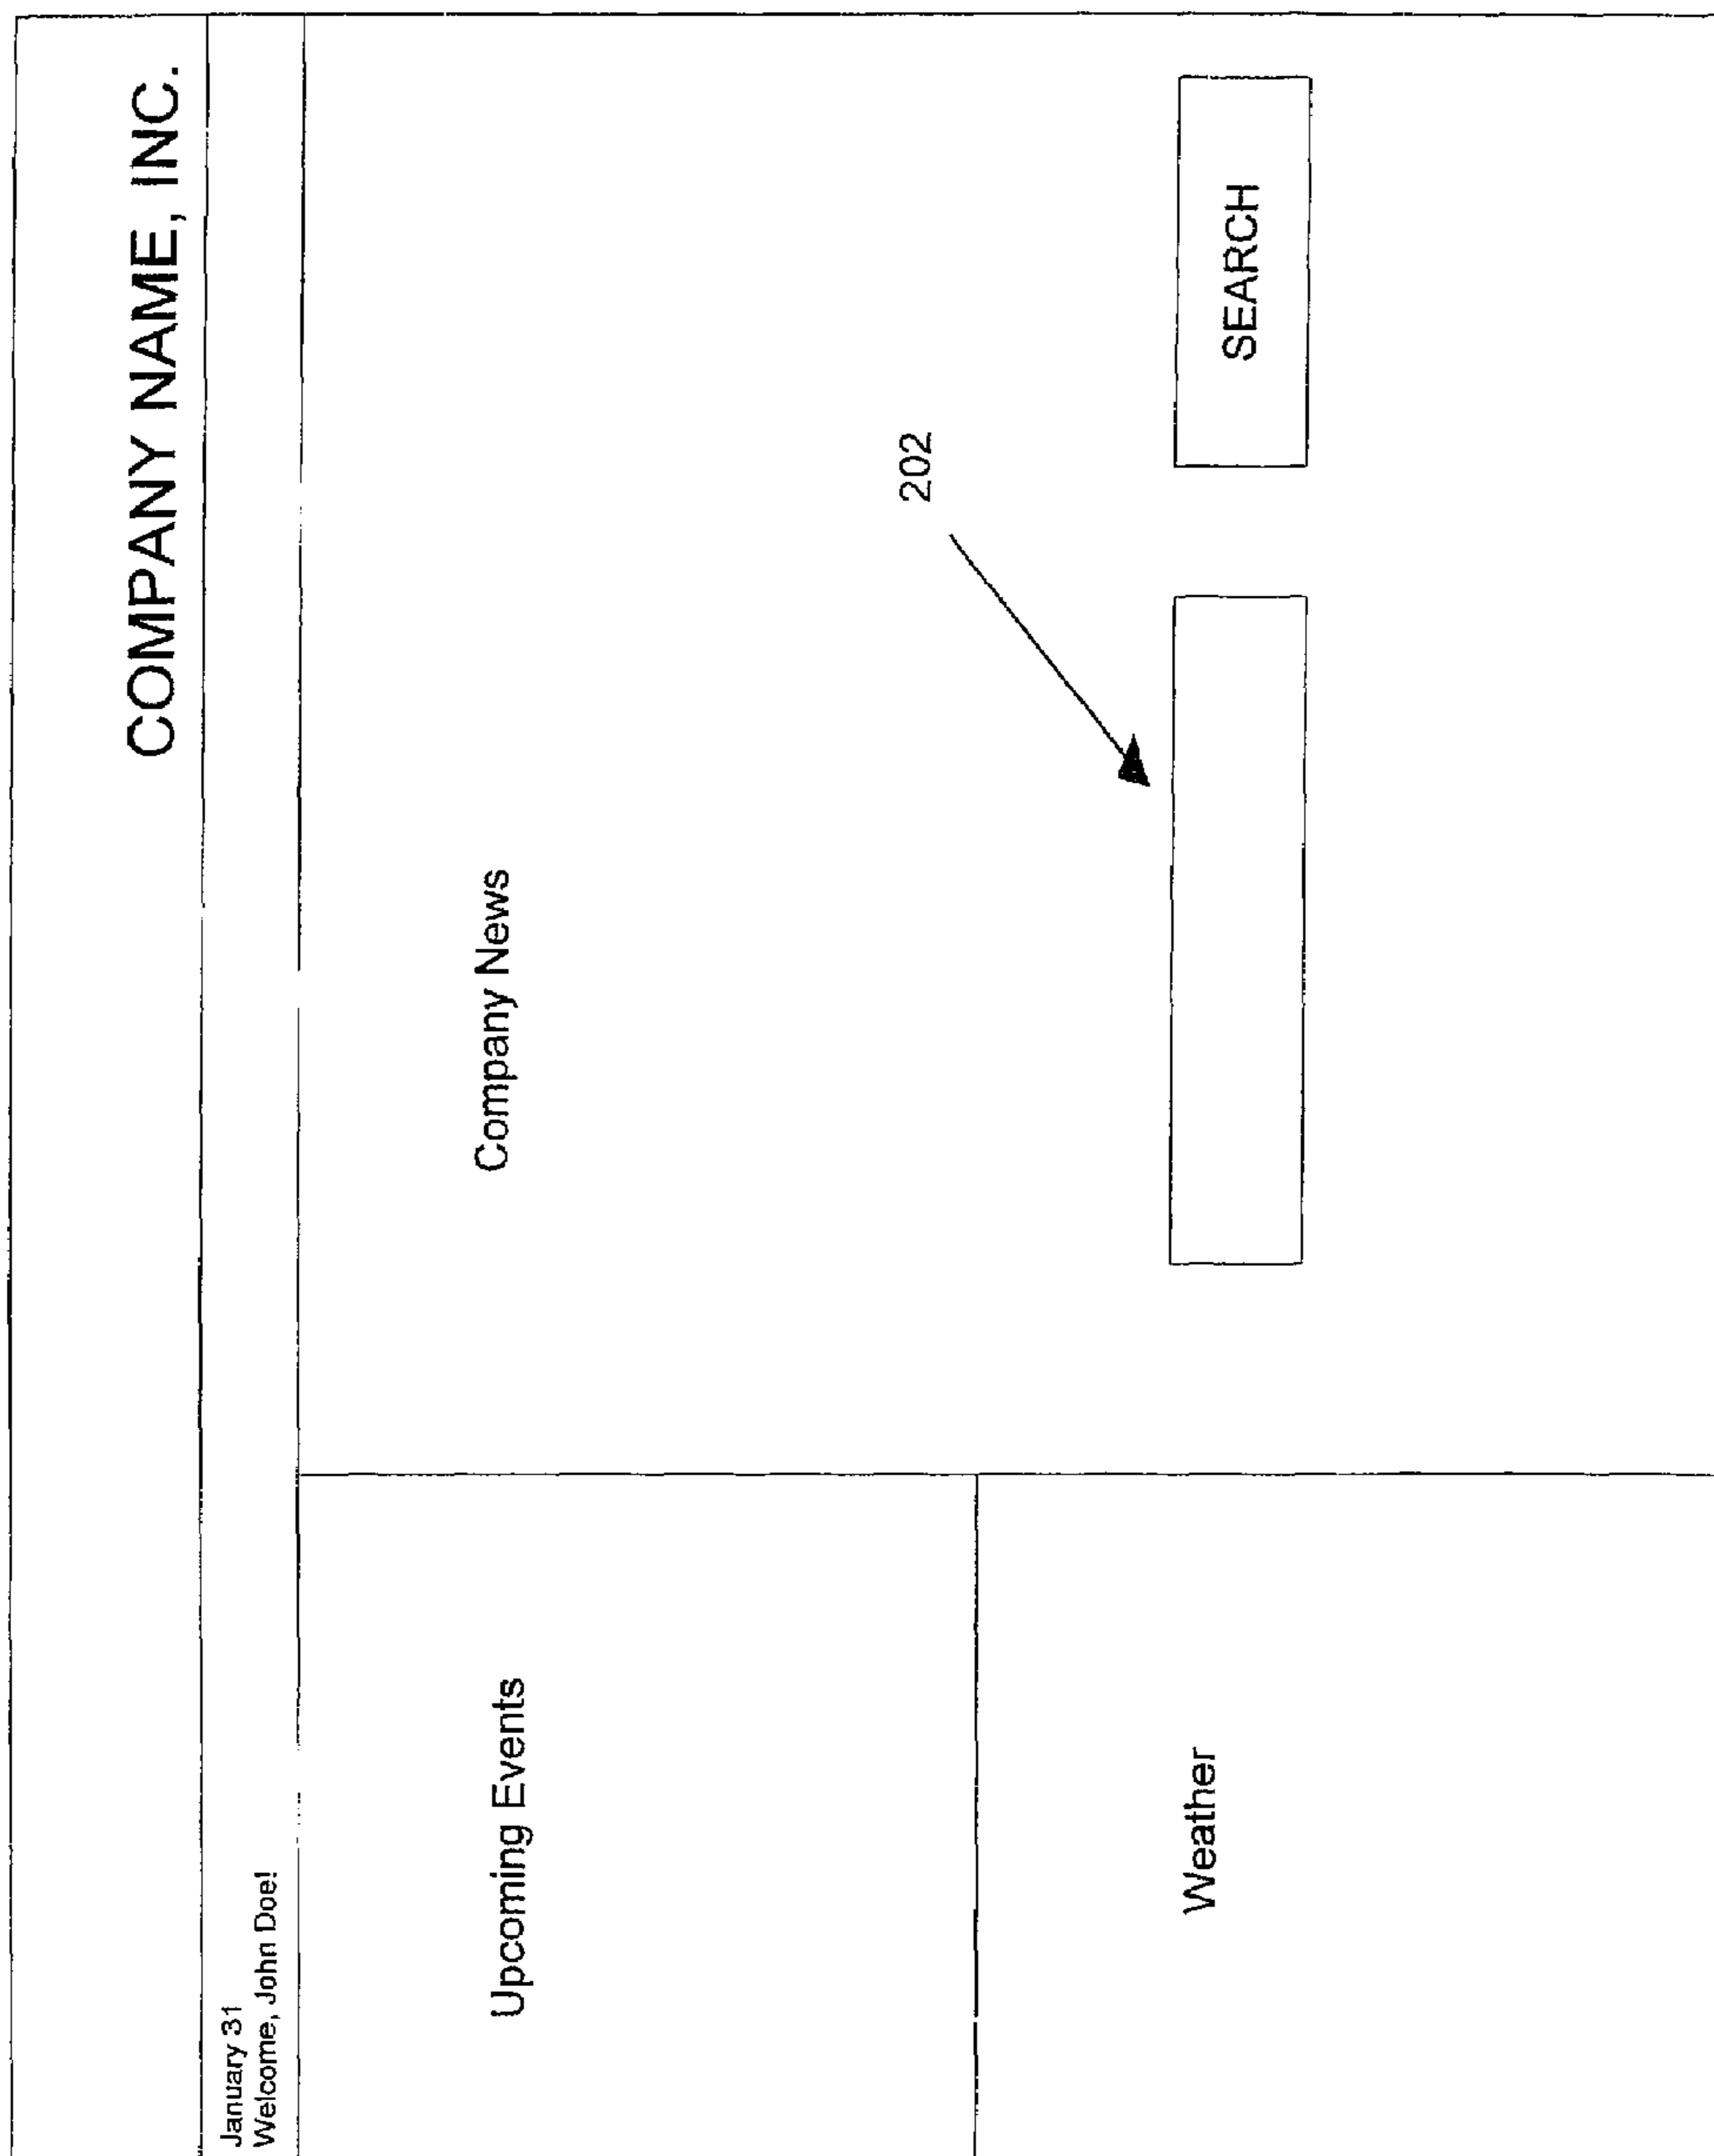 COMPANY NAME, INC.
January 31
Welcome, John Doe!
Upcoming Events
Company News
202
Weather
SEARCH